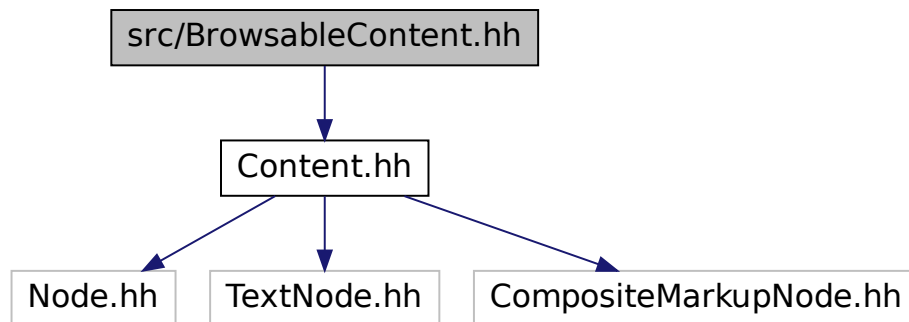 src/BrowsableContent.hh
Content.hh
Node.hh
TextNode.hh
CompositeMarkupNode.hh